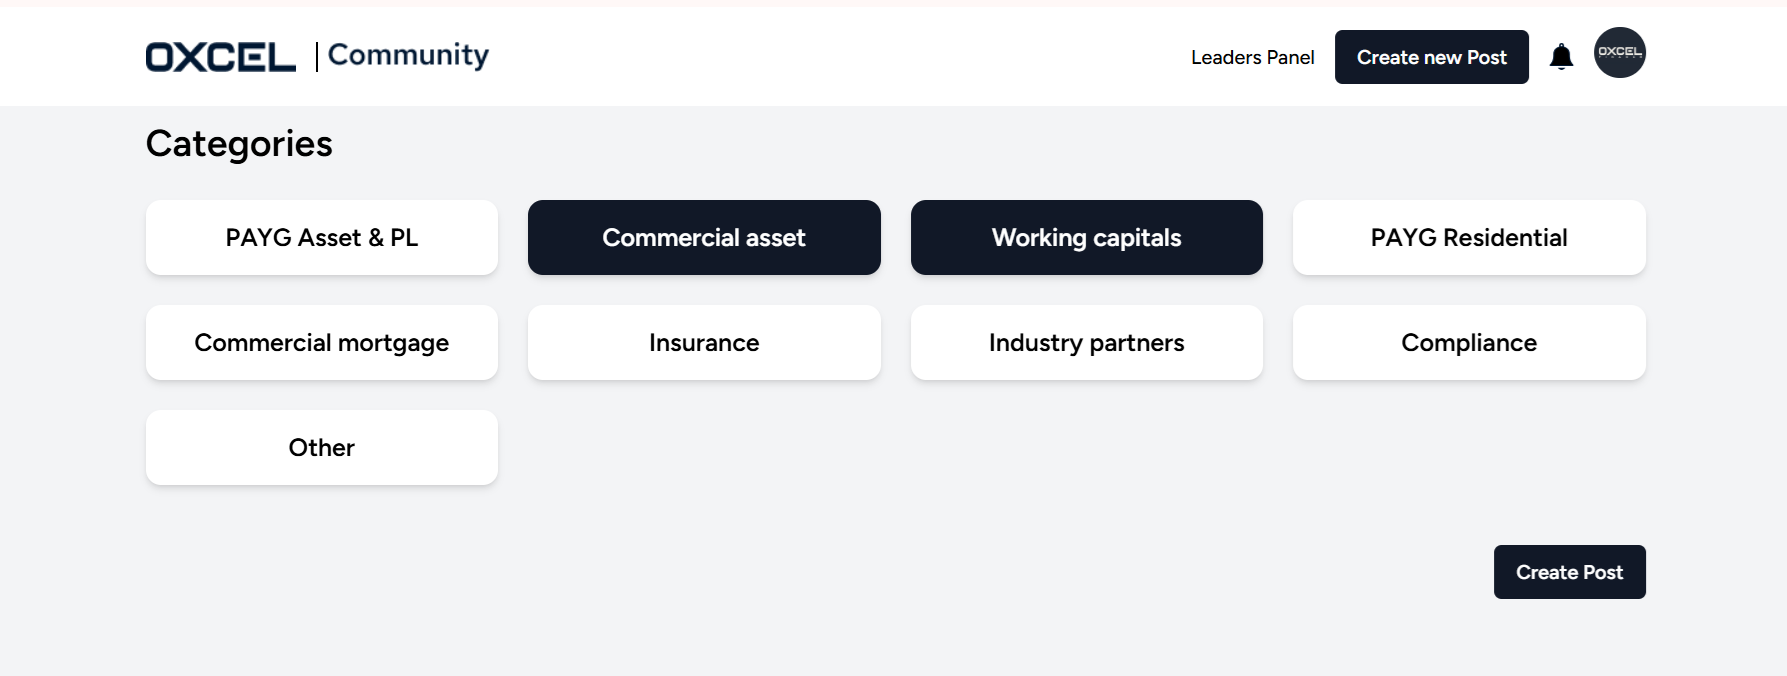 OXCEL | Community
Leaders Panel
Create new Post
OXCEL
Categories
PAYG Asset & PL
Commercial asset
Working capitals
PAYG Residential
Commercial mortgage
Insurance
Industry partners
Compliance
Other
Create Post